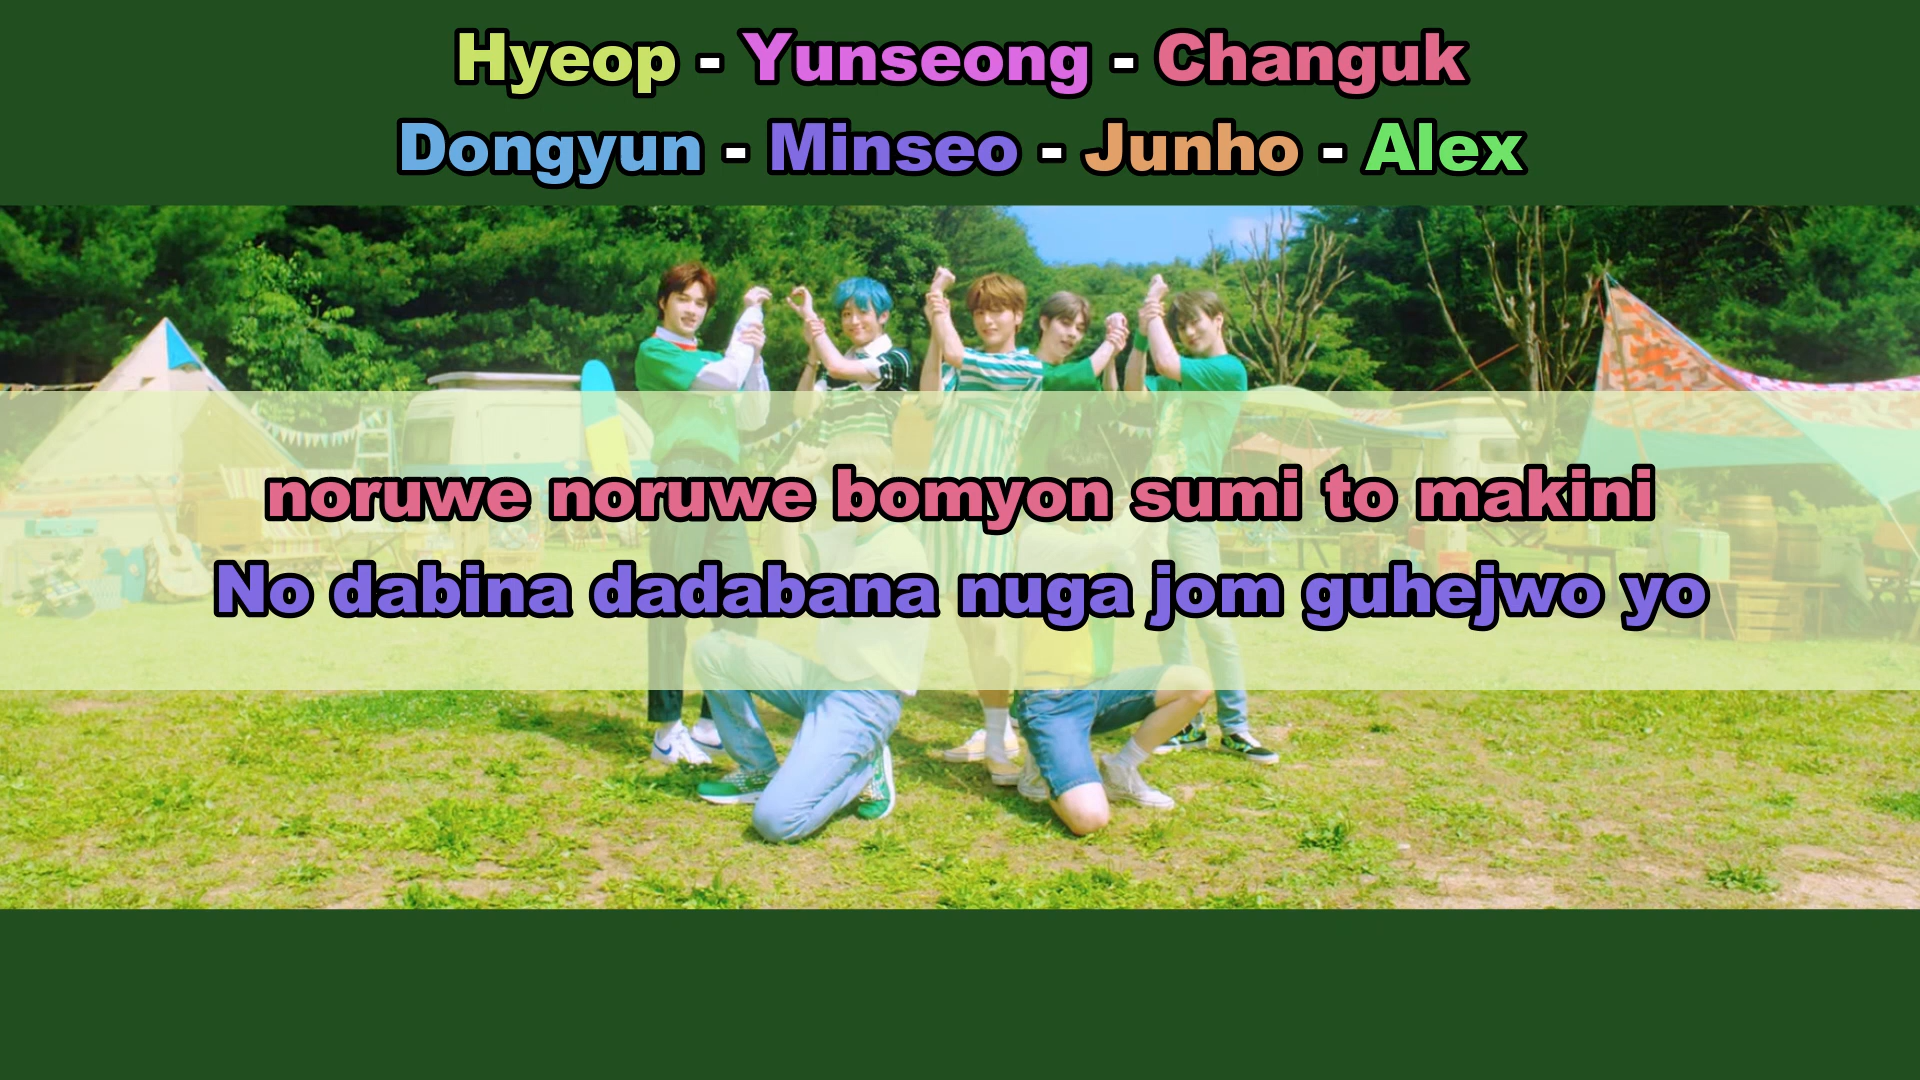 Hyeop - Yunseong - Changuk
Dongyun - Minseo - Junho - Alex
noruwe noruwe bomyon sumi to makini
No dabina dadabana nuga jom guhejwo yo